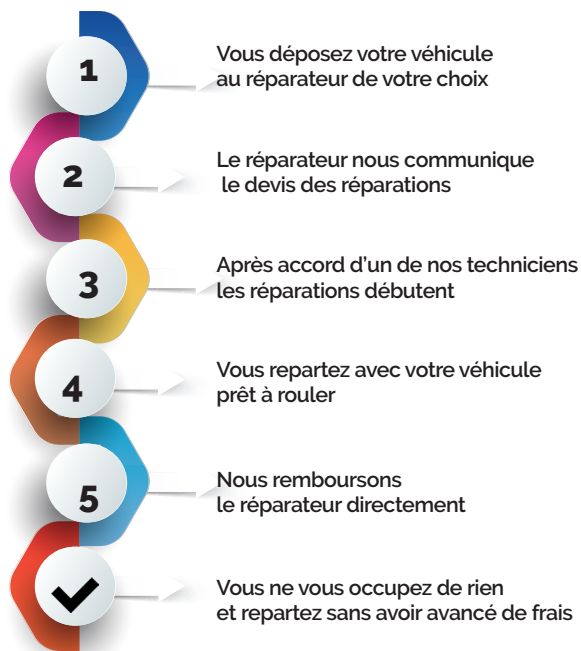 1
Vous déposez votre véhicule
au réparateur de votre choix
2
Le réparateur nous communique
le devis des réparations
3
Après accord d'un de nos techniciens
les réparations débutent
4
Vous repartez avec votre véhicule
prêt à rouler
5
Nous remboursons
le réparateur directement
Vous ne vous occupez de rien
et repartez sans avoir avancé de frais